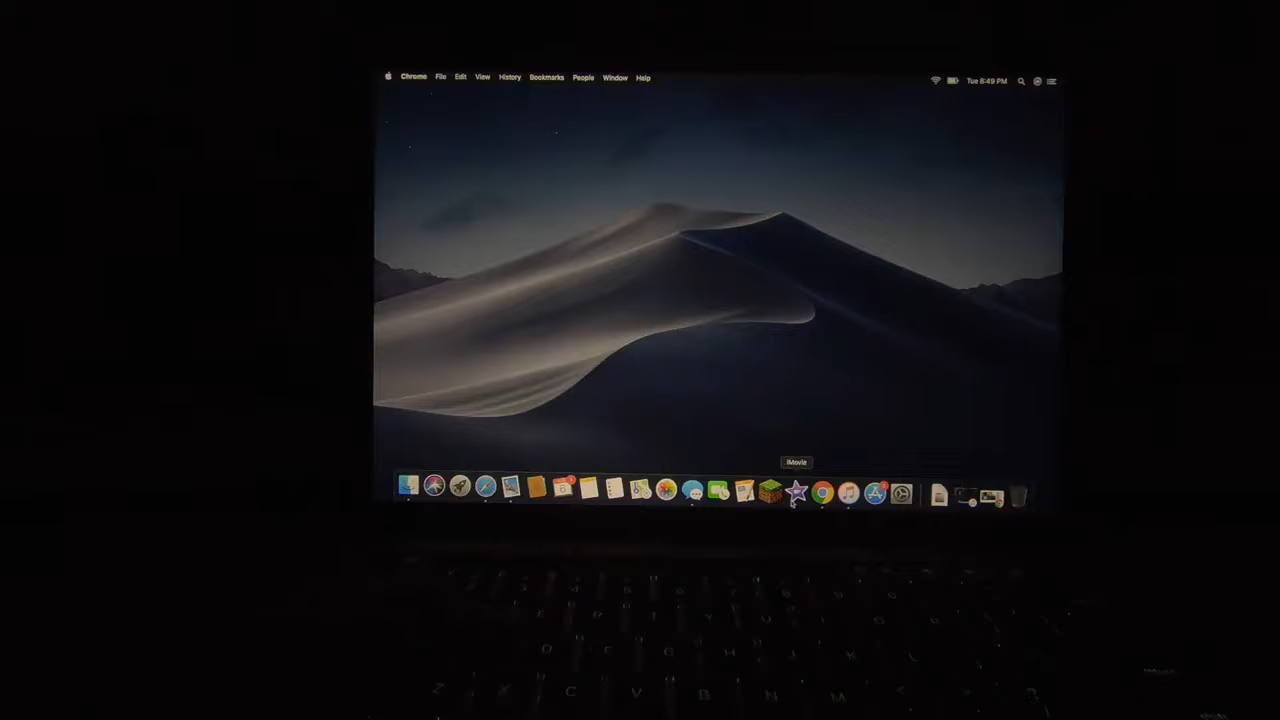 Chrome File Edit View History Bookmarks People Window Help Tue 8:49 PM
iMovie
D F G H J K L
Z X C V B N M